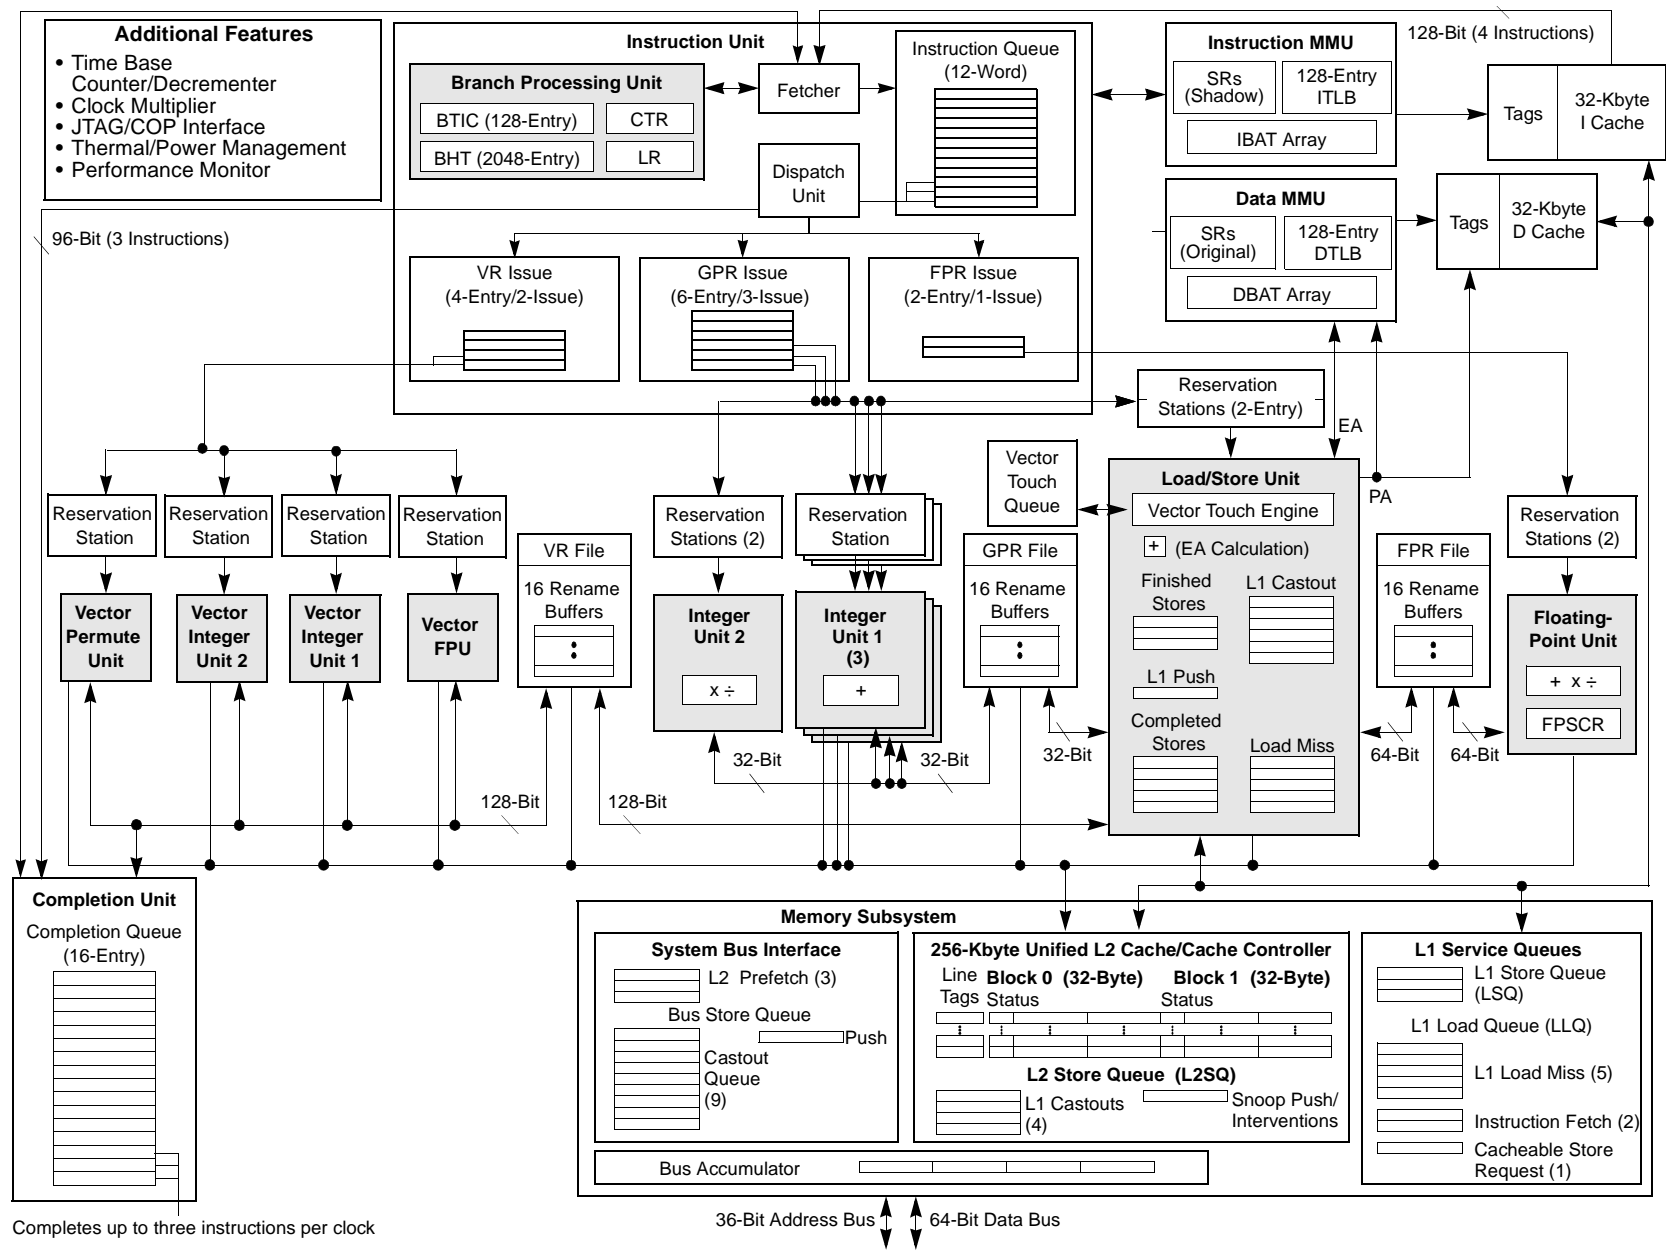 Additional Features
• Time Base
Counter/Decrementer
• Clock Multiplier
• JTAG/COP Interface
• Thermal/Power Management
• Performance Monitor
96-Bit (3 Instructions)
Instruction Unit
Branch Processing Unit
BTIC (128-Entry)
CTR
BHT (2048-Entry)
LR
Fetcher
Dispatch
Unit
Instruction Queue
(12-Word)
VR Issue
(4-Entry/2-Issue)
GPR Issue
(6-Entry/3-Issue)
FPR Issue
(2-Entry/1-Issue)
128-Bit (4 Instructions)
Instruction MMU
SRs
(Shadow)
128-Entry
ITLB
IBAT Array
Tags
32-Kbyte
I Cache
Data MMU
SRs
(Original)
128-Entry
DTLB
DBAT Array
Tags
32-Kbyte
D Cache
Reservation
Stations (2-Entry)
EA
PA
Reservation
Station
Reservation
Station
Reservation
Station
Reservation
Station
Vector
Permute
Unit
Vector
Integer
Unit 2
Vector
Integer
Unit 1
Vector
FPU
VR File
16 Rename
Buffers
Reservation
Stations (2)
Reservation
Station
Integer
Unit 2
x ÷
Integer
Unit 1
(3)
+
Vector
Touch
Queue
GPR File
16 Rename
Buffers
Load/Store Unit
Vector Touch Engine
+ (EA Calculation)
Finished
Stores
L1 Castout
L1 Push
Completed
Stores
Load Miss
FPR File
16 Rename
Buffers
Reservation
Stations (2)
Floating-
Point Unit
+ x ÷
FPSCR
128-Bit
128-Bit
32-Bit
32-Bit
32-Bit
64-Bit
64-Bit
Completion Unit
Completion Queue
(16-Entry)
Completes up to three instructions per clock
Memory Subsystem
System Bus Interface
L2 Prefetch (3)
Bus Store Queue
Push
Castout
Queue
(9)
256-Kbyte Unified L2 Cache/Cache Controller
Line
Tags
Block 0 (32-Byte)
Status
Block 1 (32-Byte)
Status
L2 Store Queue (L2SQ)
L1 Castouts
(4)
Snoop Push/
Interventions
L1 Service Queues
L1 Store Queue
(LSQ)
L1 Load Queue (LLQ)
L1 Load Miss (5)
Instruction Fetch (2)
Cacheable Store
Request (1)
Bus Accumulator
36-Bit Address Bus
64-Bit Data Bus